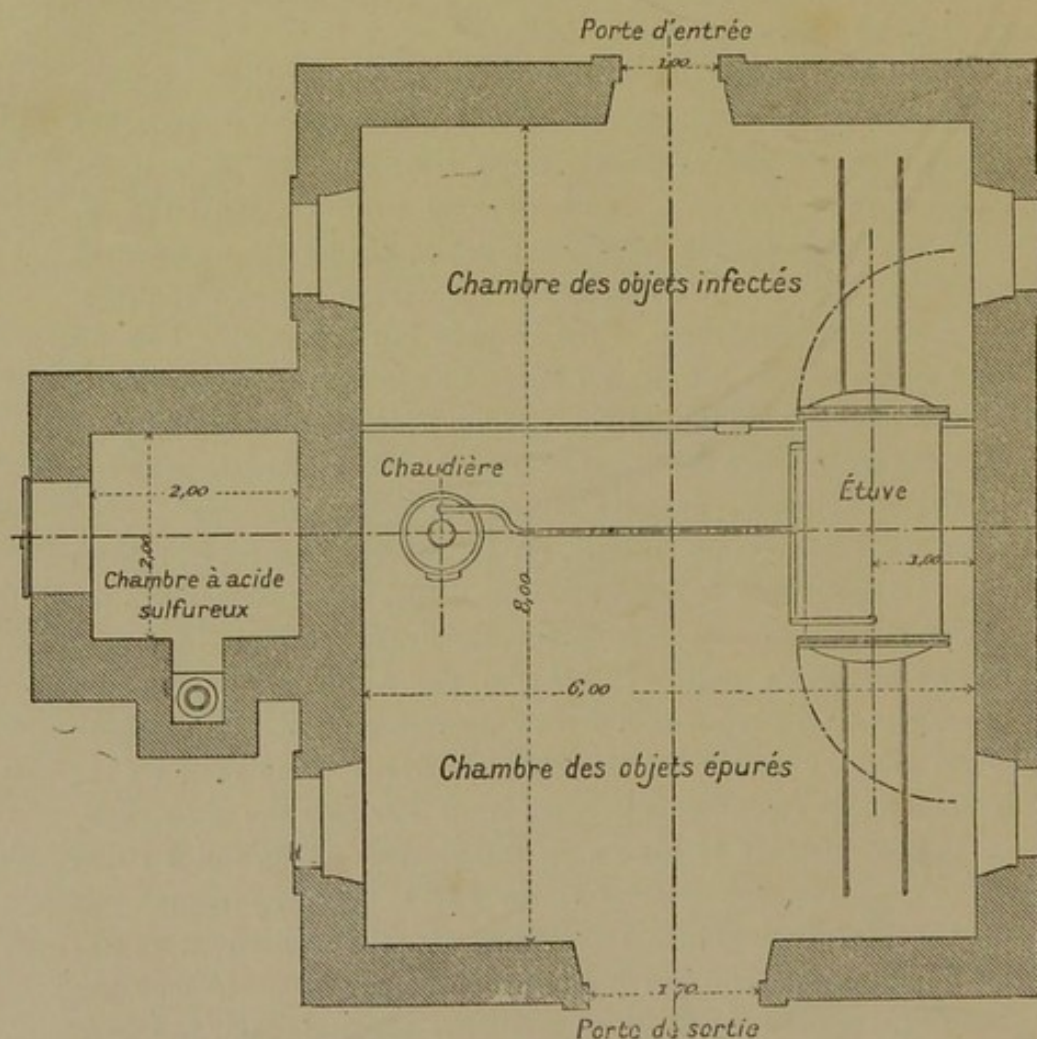 Porte d'entrée
1,00
Chambre des objets infectés
Chaudière
Étuve
2,00
2,00
1,00
Chambre à acide
sulfureux
8,00
6,00
Chambre des objets épurés
1,70
Porte de sortie